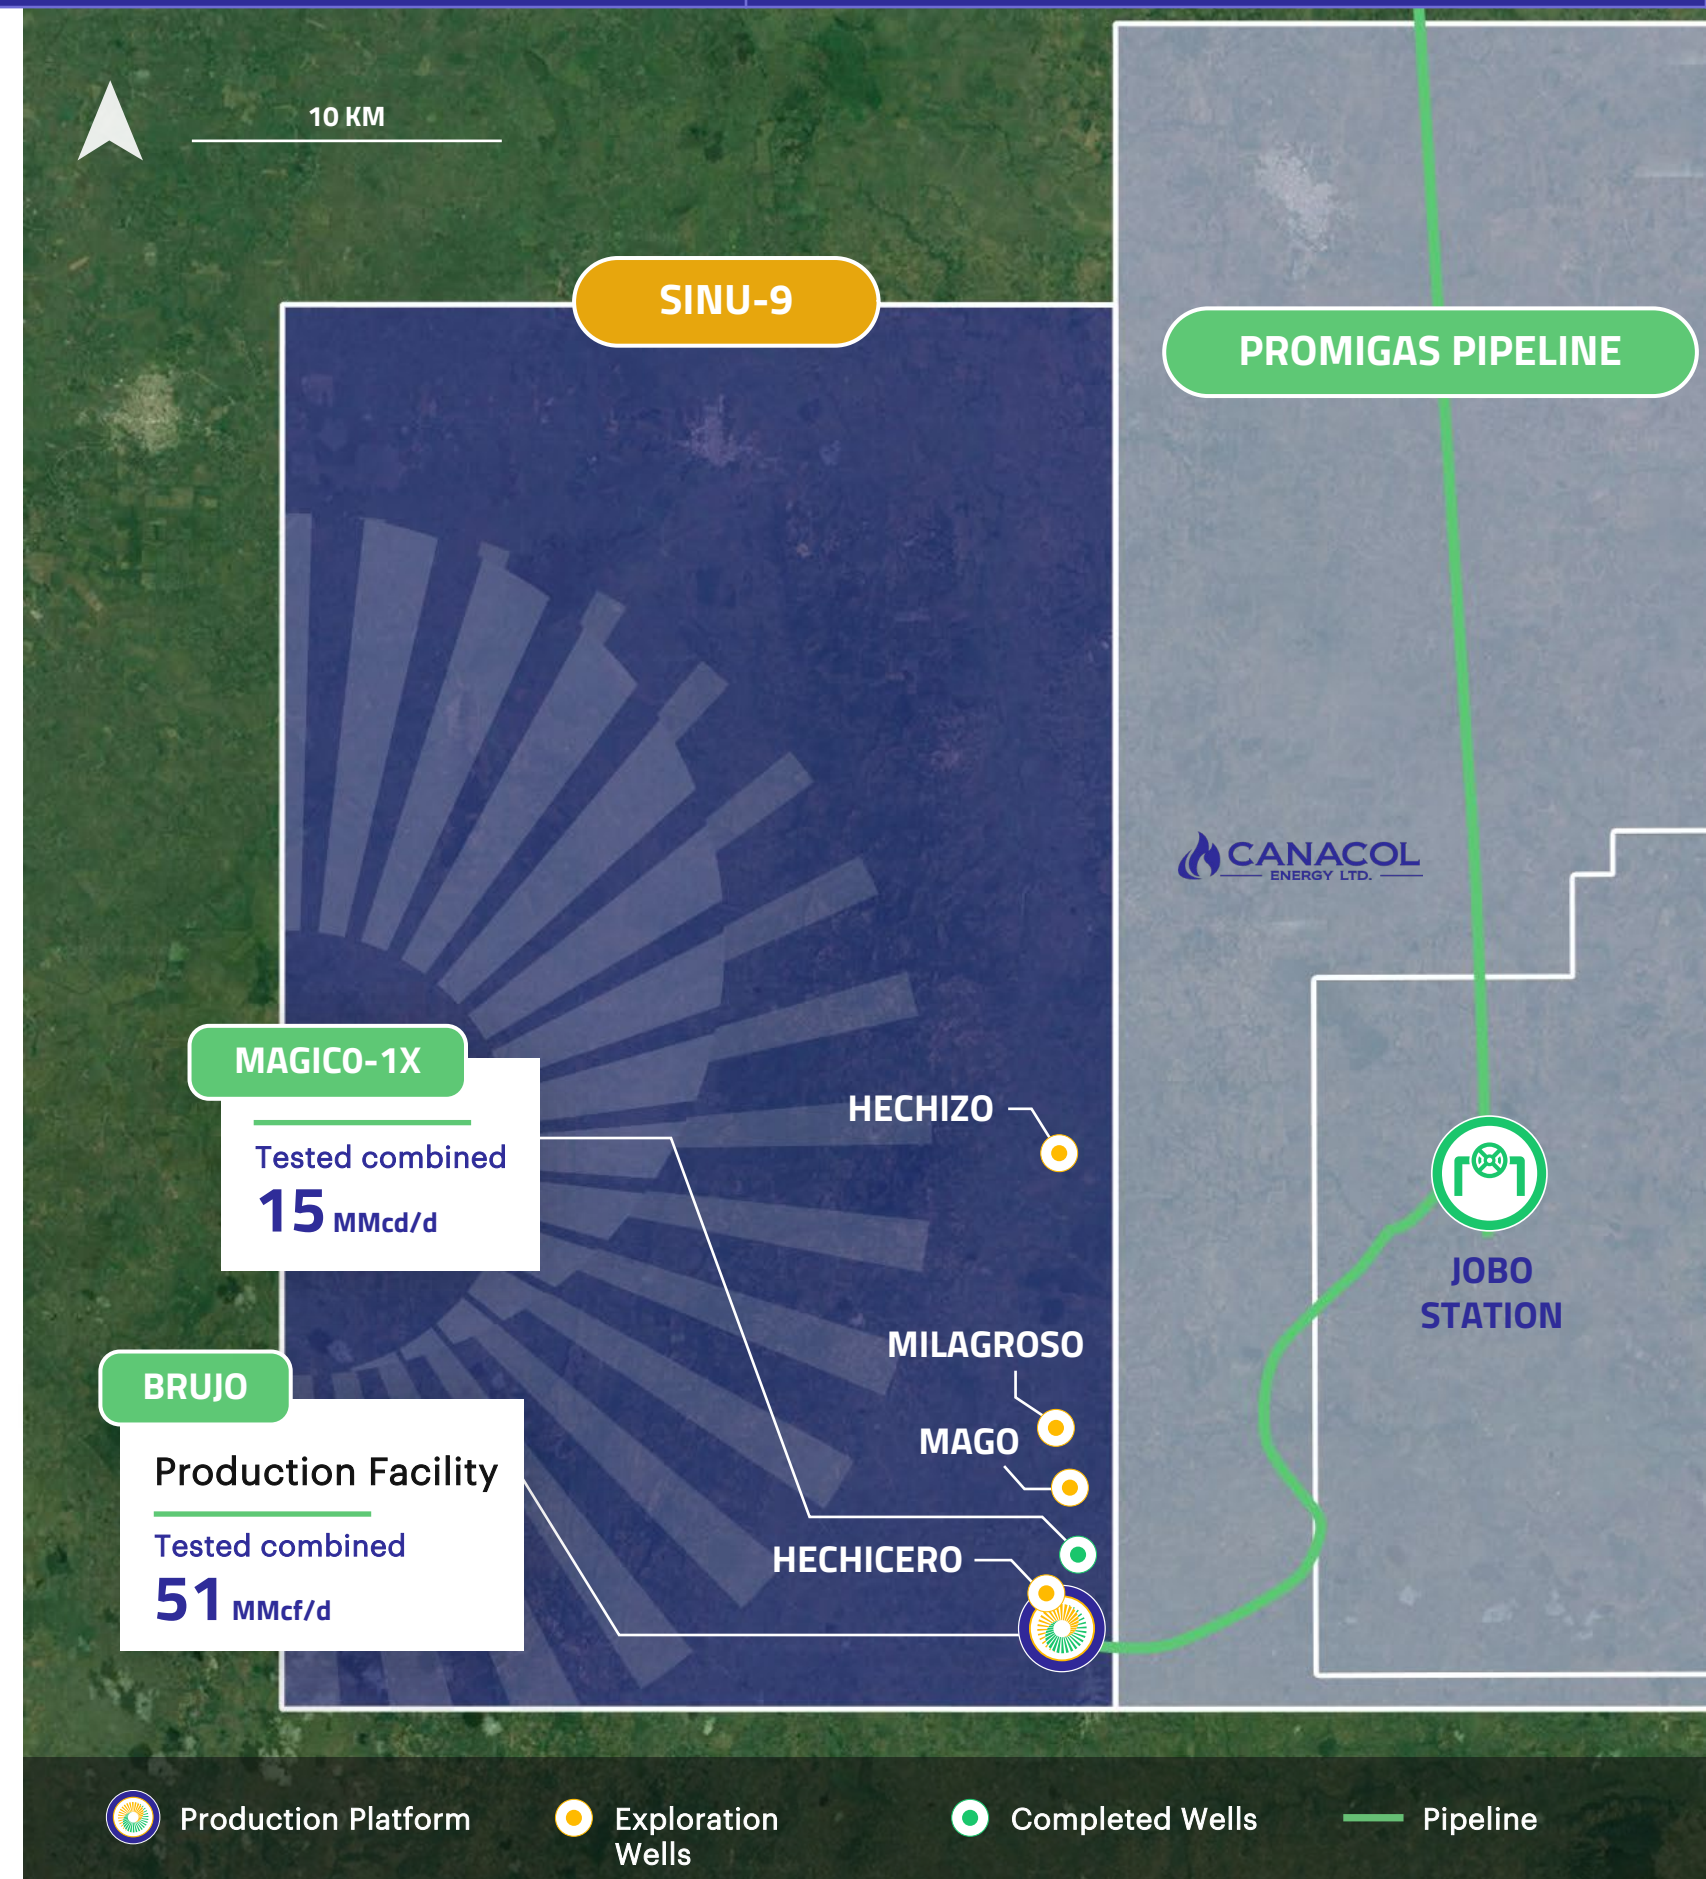 10 KM
SINU-9
PROMIGAS PIPELINE
CANACOL
ENERGY LTD.
MAGICO-1X
Tested combined
15 MMcd/d
HECHIZO
JOBO
STATION
MILAGROSO
MAGO
BRUJO
Production Facility
Tested combined
51 MMcf/d
HECHICERO
Production Platform
Exploration
Wells
Completed Wells
Pipeline